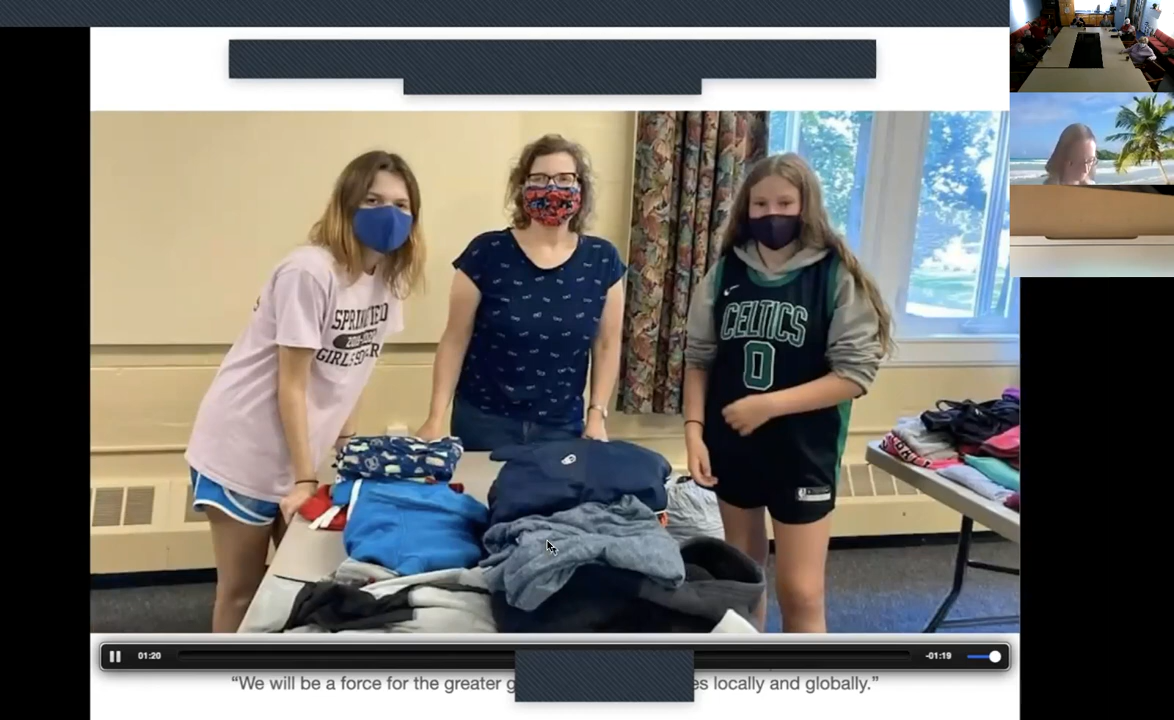 SPRINGFIELD
GIRLS SOCCER
CELTICS
0
01:20
-01:19
“We will be a force for the greater g es locally and globally.”